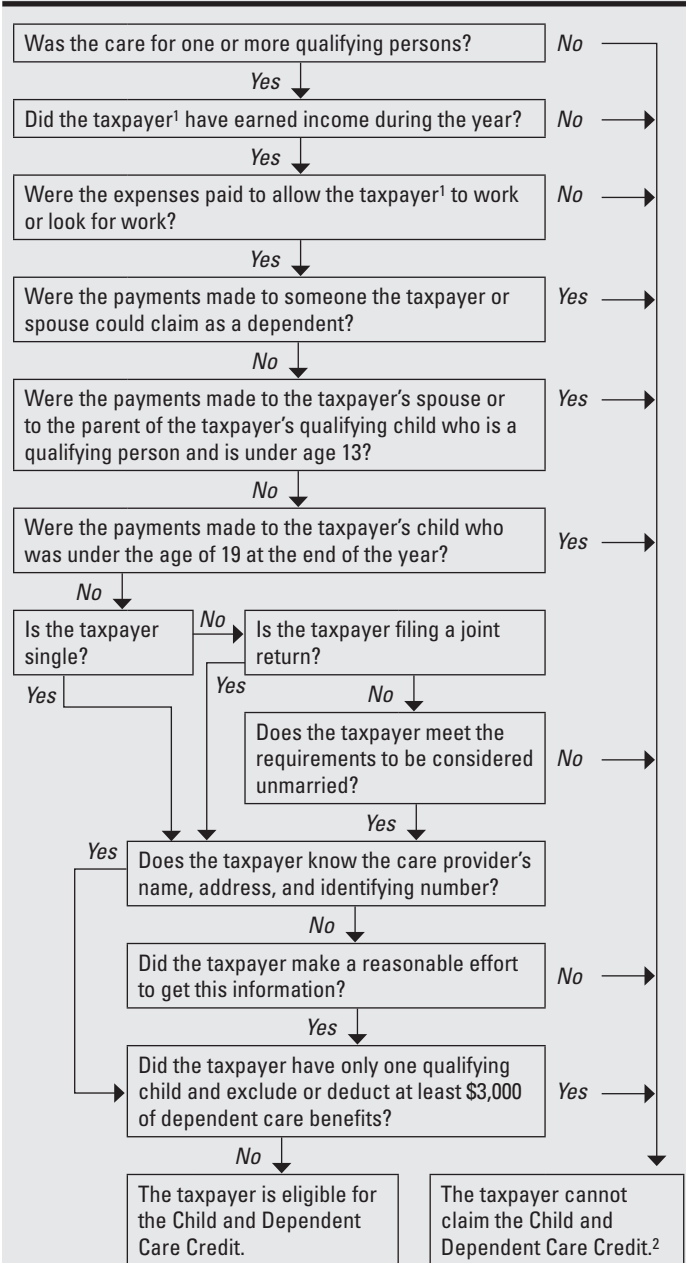 Was the care for one or more qualifying persons?
No
Yes
Did the taxpayer¹ have earned income during the year?
No
Yes
Were the expenses paid to allow the taxpayer¹ to work
or look for work?
No
Yes
Were the payments made to someone the taxpayer or
spouse could claim as a dependent?
Yes
No
Were the payments made to the taxpayer's spouse or
to the parent of the taxpayer's qualifying child who is a
qualifying person and is under age 13?
Yes
No
Were the payments made to the taxpayer's child who
was under the age of 19 at the end of the year?
Yes
No
Is the taxpayer
single?
No
Is the taxpayer filing a joint
return?
Yes
Yes
No
Does the taxpayer meet the
requirements to be considered
unmarried?
No
Yes
Yes
Does the taxpayer know the care provider's
name, address, and identifying number?
No
Did the taxpayer make a reasonable effort
to get this information?
No
Yes
Did the taxpayer have only one qualifying
child and exclude or deduct at least $3,000
of dependent care benefits?
Yes
No
The taxpayer is eligible for
the Child and Dependent
Care Credit.
The taxpayer cannot
claim the Child and
Dependent Care Credit.²